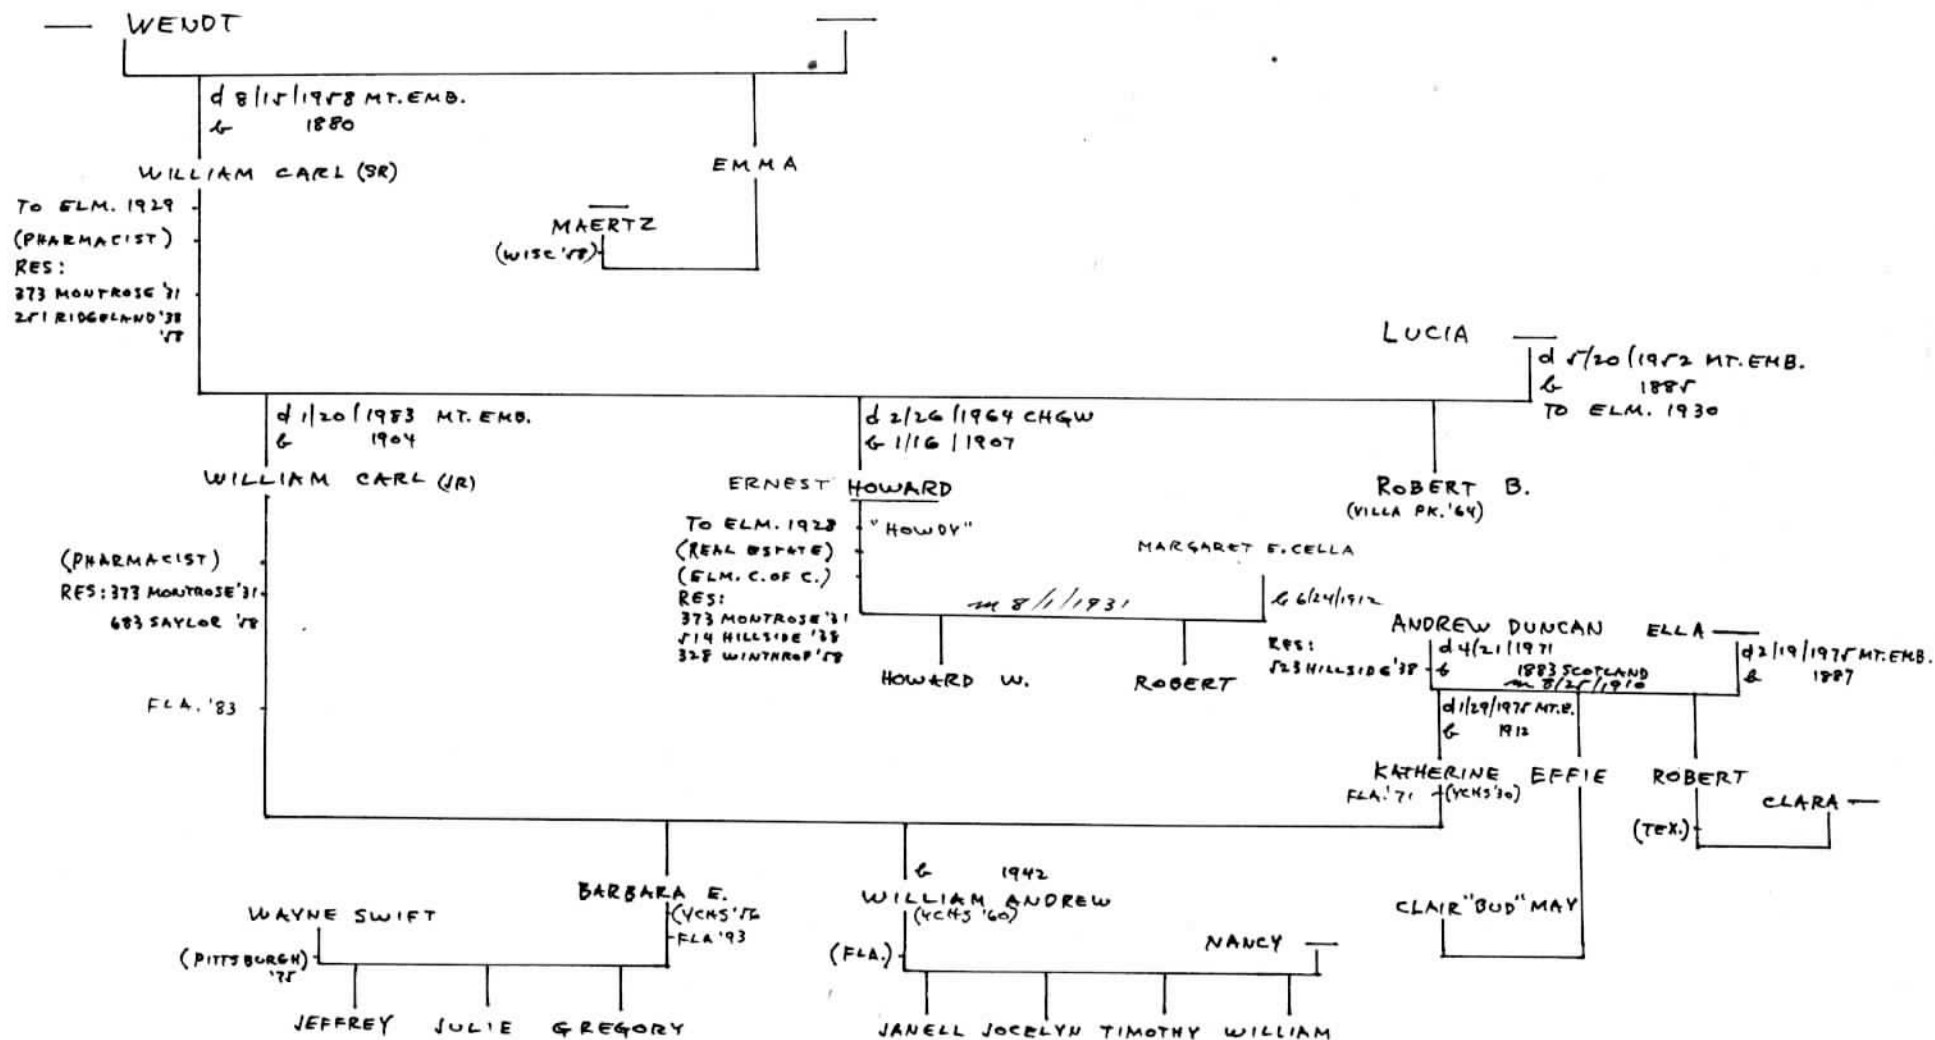 — WENDT —
d 8/15/1958 MT. EMB.
b 1880
WILLIAM CARL (SR)
EMMA
TO ELM. 1929
(PHARMACIST)
RES:
373 MONTROSE '31
251 RIDGELAND '38
'58
—
MAERTZ
(WISC '58)
LUCIA —
d 5/20/1952 MT. EMB.
b 1885
TO ELM. 1930
d 1/20/1983 MT. EMB.
b 1904
WILLIAM CARL (JR)
(PHARMACIST)
RES: 373 MONTROSE '31
683 SAYLOR '58
FLA. '83
d 2/26/1964 CHGW
b 1/16/1907
ERNEST HOWARD
"HOWDY"
TO ELM. 1928
(REAL ESTATE)
(ELM. C. OF C.)
RES:
373 MONTROSE '31
514 HILLSIDE '38
328 WINTHROP '58
MARGARET E. CELLA
b 6/24/1912
m 8/1/1931
HOWARD W.
ROBERT
ROBERT B.
(VILLA PK. '64)
ANDREW DUNCAN
ELLA —
RES:
523 HILLSIDE '38
d 4/21/1971
b 1883 SCOTLAND
m 8/25/1910
d 2/19/1975 MT. EMB.
b 1887
d 1/29/1975 MT. E.
b 1912
KATHERINE
EFFIE
ROBERT
FLA. '71
(YCHS '30)
CLARA —
(TEX.)
CLAIR "BUD" MAY
BARBARA E.
(YCHS '56
FLA '93
WAYNE SWIFT
(PITTSBURGH)
'75
b 1942
WILLIAM ANDREW
(YCHS '60)
(FLA.)
NANCY —
JEFFREY JULIE GREGORY
JANELL JOCELYN TIMOTHY WILLIAM